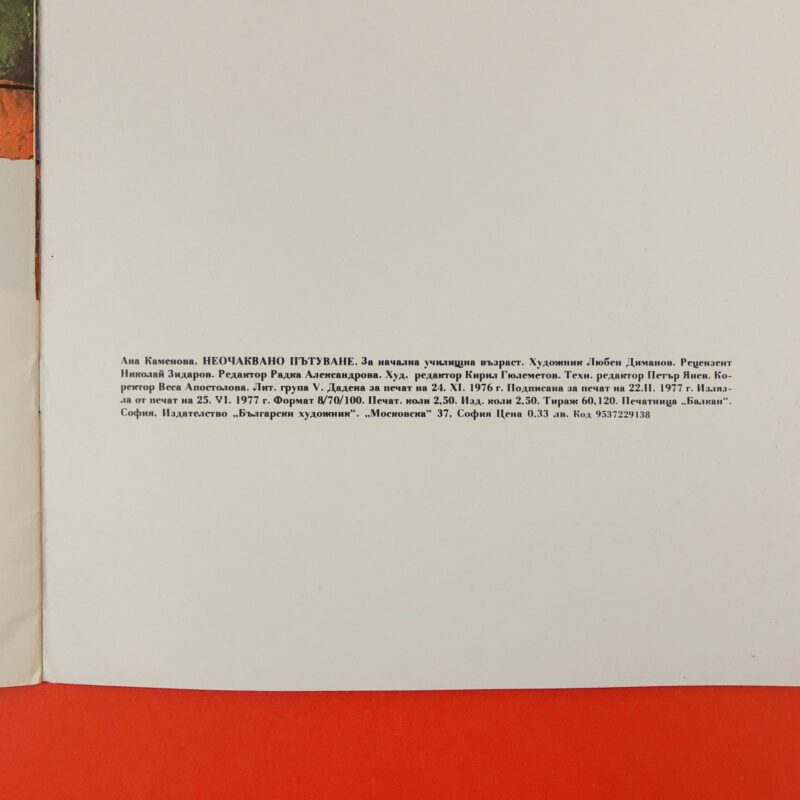 Ана Каменова. НЕОЧАКВАНО ПЪТУВАНЕ. За начална училищна възраст. Художник Любен Диманов. Рецензент
Николай Зидаров. Редактор Радка Александрова. Худ. редактор Кирил Гюлеметов. Техн. редактор Петър Янев. Ко-
ректор Веса Апостолова. Лит. група V. Дадена за печат на 24. XI. 1976 г. Подписана за печат на 22.II. 1977 г. Изляз-
ла от печат на 25. VI. 1977 г. Формат 8/70/100. Печат. коли 2,50. Изд. коли 2,50. Тираж 60,120. Печатница „Балкан“.
София, Издателство „Български художник“. „Московска“ 37, София Цена 0,33 лв. Код 9537229138